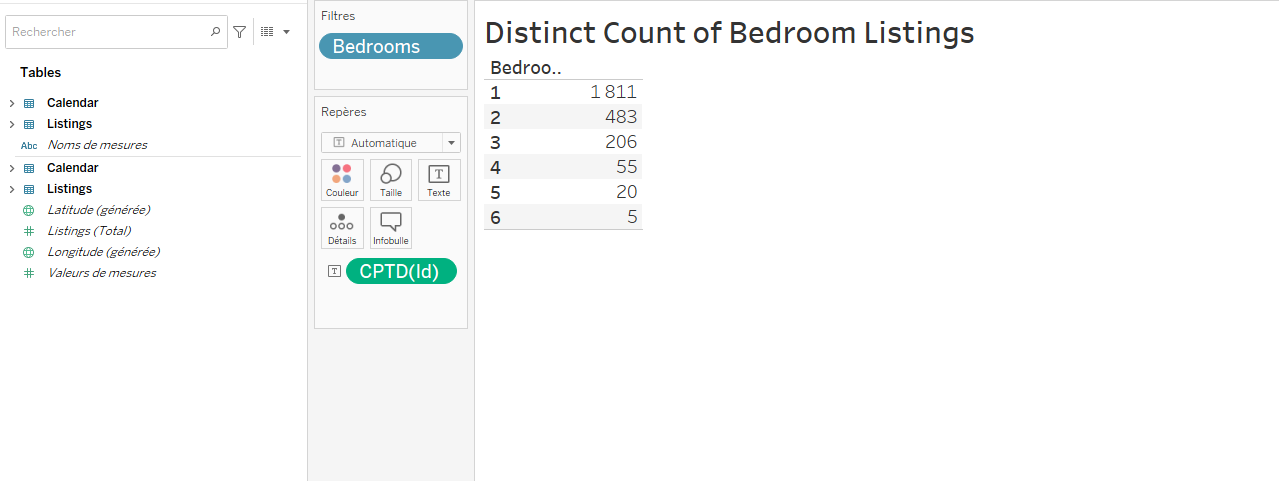 Rechercher
Tables
Calendar
Listings
Abc Noms de mesures
Calendar
Listings
Latitude (générée)
# Listings (Total)
Longitude (générée)
# Valeurs de mesures
Filtres
Bedrooms
Repères
T Automatique
Couleur Taille T Texte
Détails Infobulle
T CPTD(Id)
Distinct Count of Bedroom Listings
Bedroo..
1 1 811
2 483
3 206
4 55
5 20
6 5